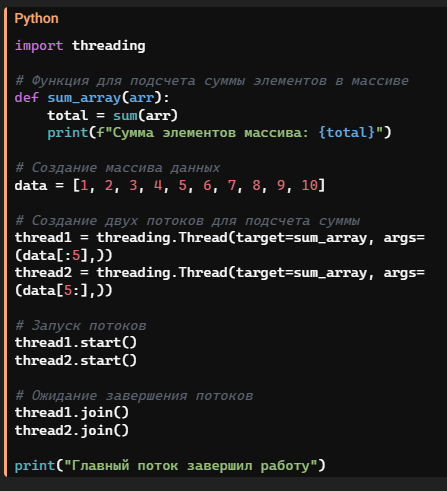 Python
import threading
# Функция для подсчета суммы элементов в массиве
def sum_array(arr):
    total = sum(arr)
    print(f"Сумма элементов массива: {total}")
# Создание массива данных
data = [1, 2, 3, 4, 5, 6, 7, 8, 9, 10]
# Создание двух потоков для подсчета суммы
thread1 = threading.Thread(target=sum_array, args=
(data[:5],))
thread2 = threading.Thread(target=sum_array, args=
(data[5:],))
# Запуск потоков
thread1.start()
thread2.start()
# Ожидание завершения потоков
thread1.join()
thread2.join()
print("Главный поток завершил работу")